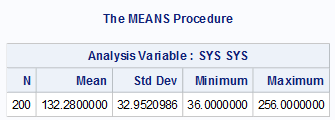 The MEANS Procedure
Analysis Variable : SYS SYS
N Mean Std Dev Minimum Maximum
200 132.2800000 32.9520986 36.0000000 256.0000000